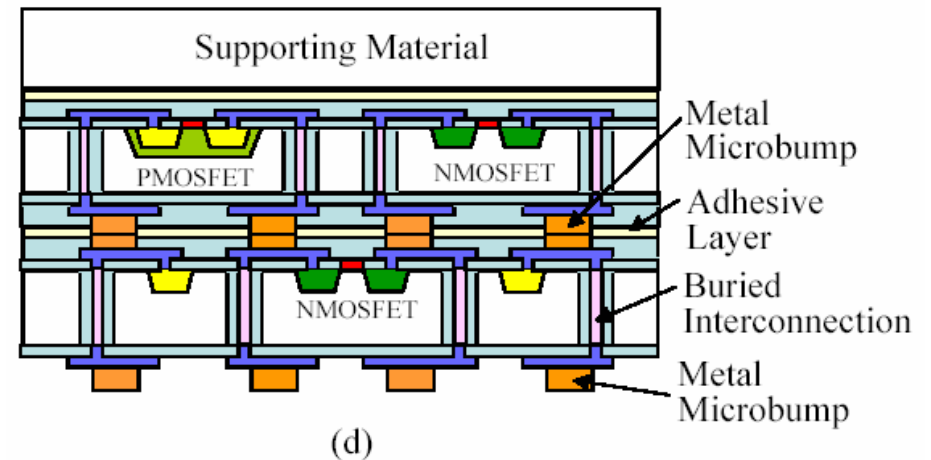 Supporting Material
PMOSFET
NMOSFET
Metal
Microbump
Adhesive
Layer
NMOSFET
Buried
Interconnection
Metal
Microbump
(d)